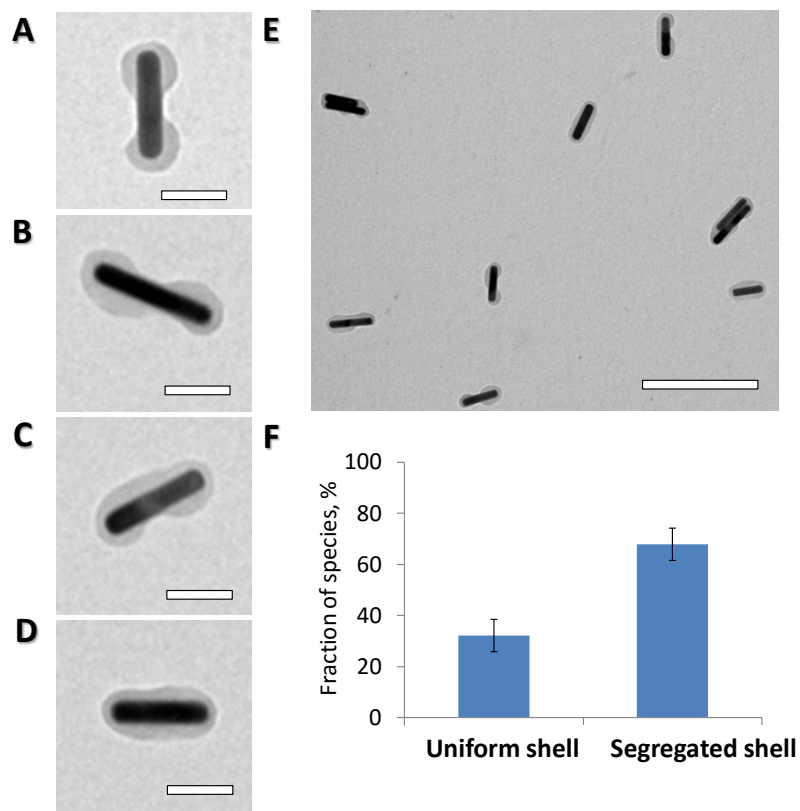 A
E
B
C
F
D
Fraction of species, %
100
80
60
40
20
0
Uniform shell
Segregated shell